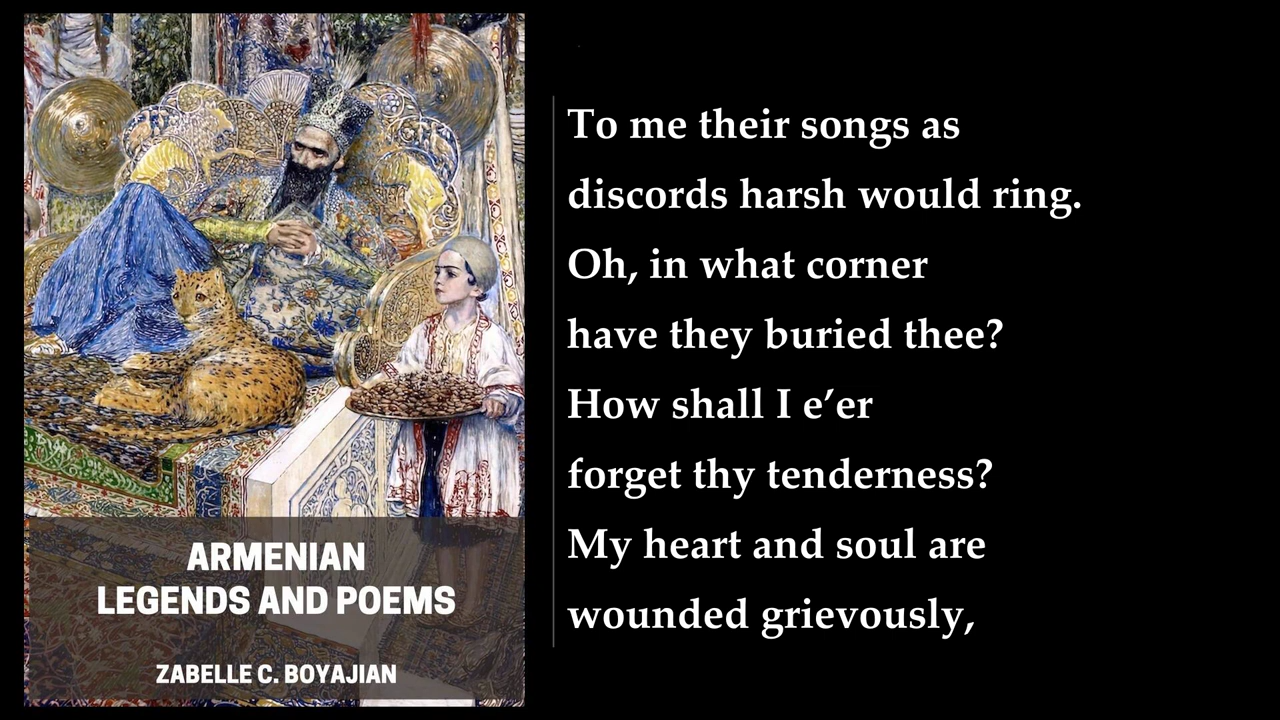 ARMENIAN
LEGENDS AND POEMS
ZABELLE C. BOYAJIAN
To me their songs as
discords harsh would ring.
Oh, in what corner
have they buried thee?
How shall I e’er
forget thy tenderness?
My heart and soul are
wounded grievously,